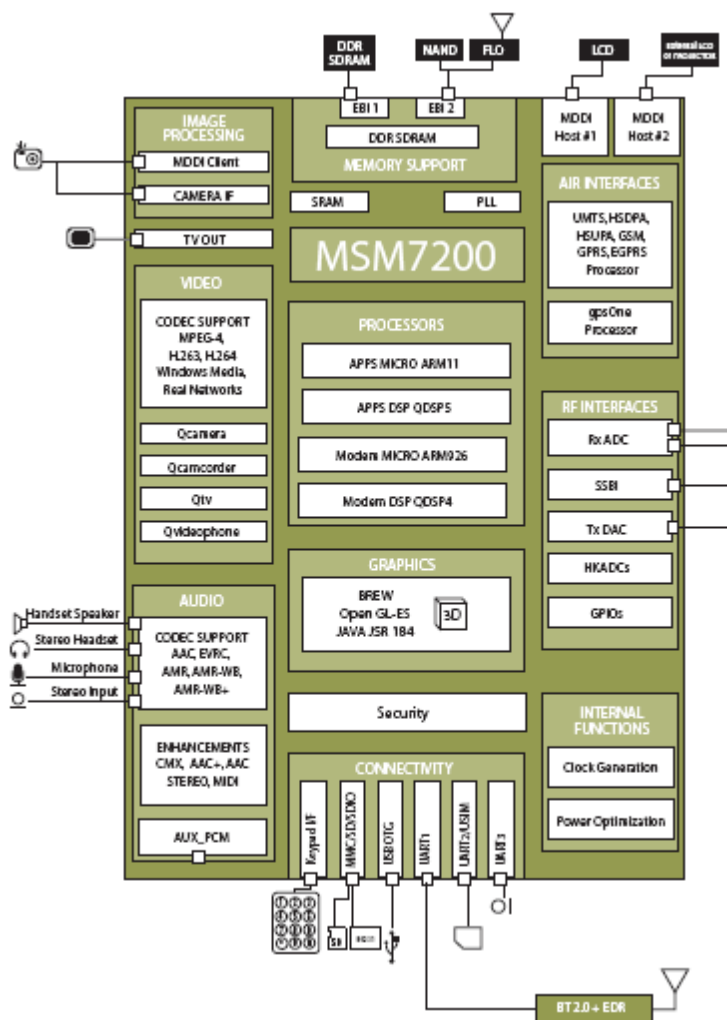 DDR
SDRAM
NAND
FLO
LCD
EXTERNAL LCD
OR PROJECTOR
EBI 1
EBI 2
DDR SDRAM
MEMORY SUPPORT
MDDI
Host #1
MDDI
Host #2
IMAGE
PROCESSING
MDDI Client
CAMERA IF
TV OUT
SRAM
PLL
MSM7200
AIR INTERFACES
UMTS, HSDPA,
HSUPA, GSM,
GPRS, EGPRS
Processor
gpsOne
Processor
VIDEO
CODEC SUPPORT
MPEG-4,
H.263, H.264
Windows Media,
Real Networks
Qcamera
Qcamcorder
Qtv
Qvideophone
PROCESSORS
APPS MICRO ARM11
APPS DSP QDSP5
Modem MICRO ARM926
Modem DSP QDSP4
RF INTERFACES
Rx ADC
SSBI
Tx DAC
HKADCs
GPIOs
GRAPHICS
BREW
Open GL-ES
JAVA JSR 184
3D
AUDIO
Handset Speaker
Stereo Headset
Microphone
Stereo Input
CODEC SUPPORT
AAC, EVRC,
AMR, AMR-WB,
AMR-WB+
ENHANCEMENTS
CMX, AAC+, AAC
STEREO, MIDI
AUX_PCM
Security
INTERNAL
FUNCTIONS
Clock Generation
Power Optimization
CONNECTIVITY
Keypad I/F
MMC/SD/SDIO
USB OTG
UART1
UART2/USIM
UART3
SD
BT 2.0 + EDR